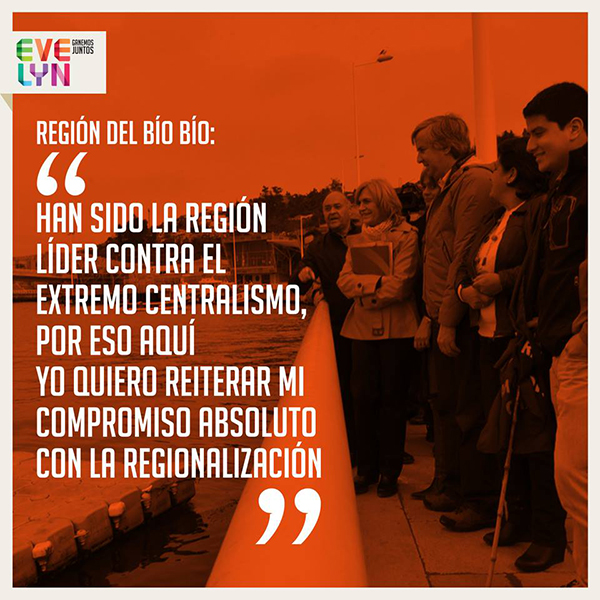 EVE
LYN
GANEMOS
JUNTOS
REGIÓN DEL BÍO BÍO:
“
HAN SIDO LA REGIÓN
LÍDER CONTRA EL
EXTREMO CENTRALISMO,
POR ESO AQUÍ
YO QUIERO REITERAR MI
COMPROMISO ABSOLUTO
CON LA REGIONALIZACIÓN
”